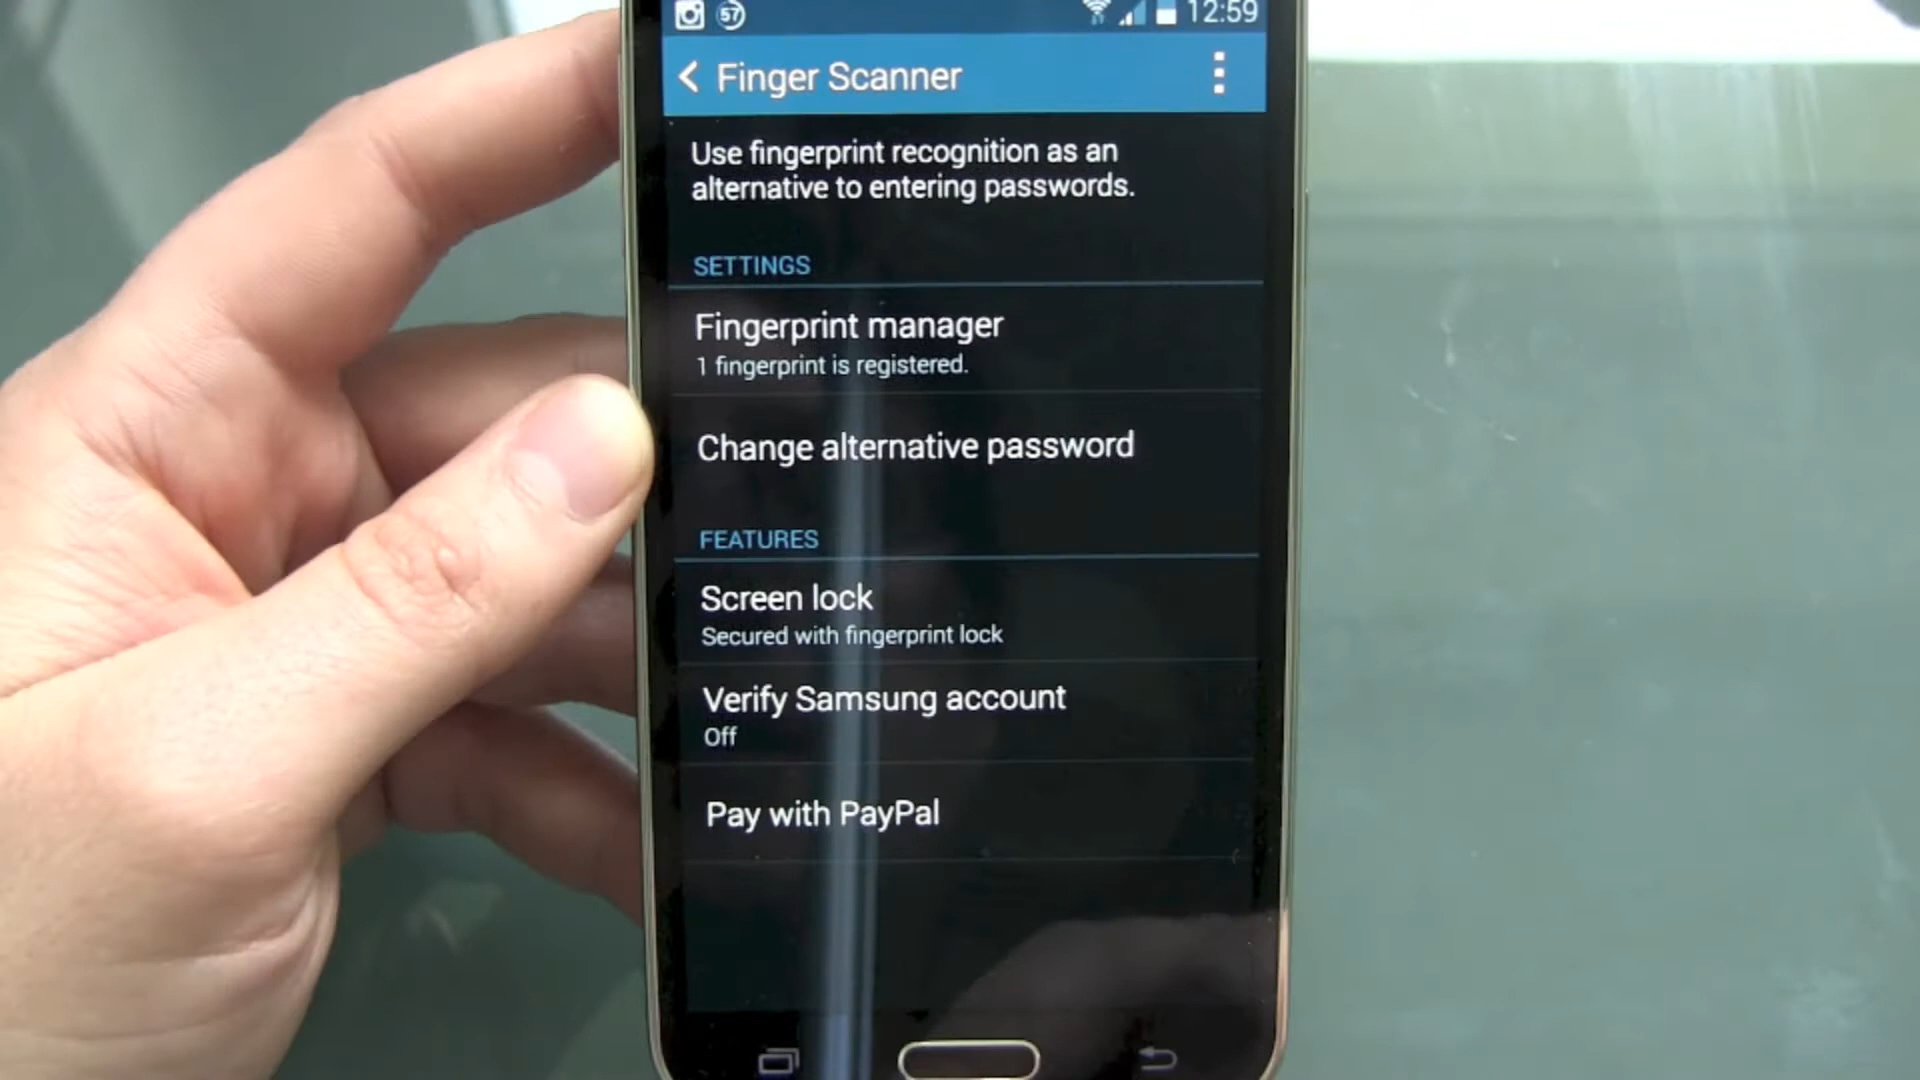 57
12:59
Finger Scanner
Use fingerprint recognition as an
alternative to entering passwords.
SETTINGS
Fingerprint manager
1 fingerprint is registered.
Change alternative password
FEATURES
Screen lock
Secured with fingerprint lock
Verify Samsung account
Off
Pay with PayPal